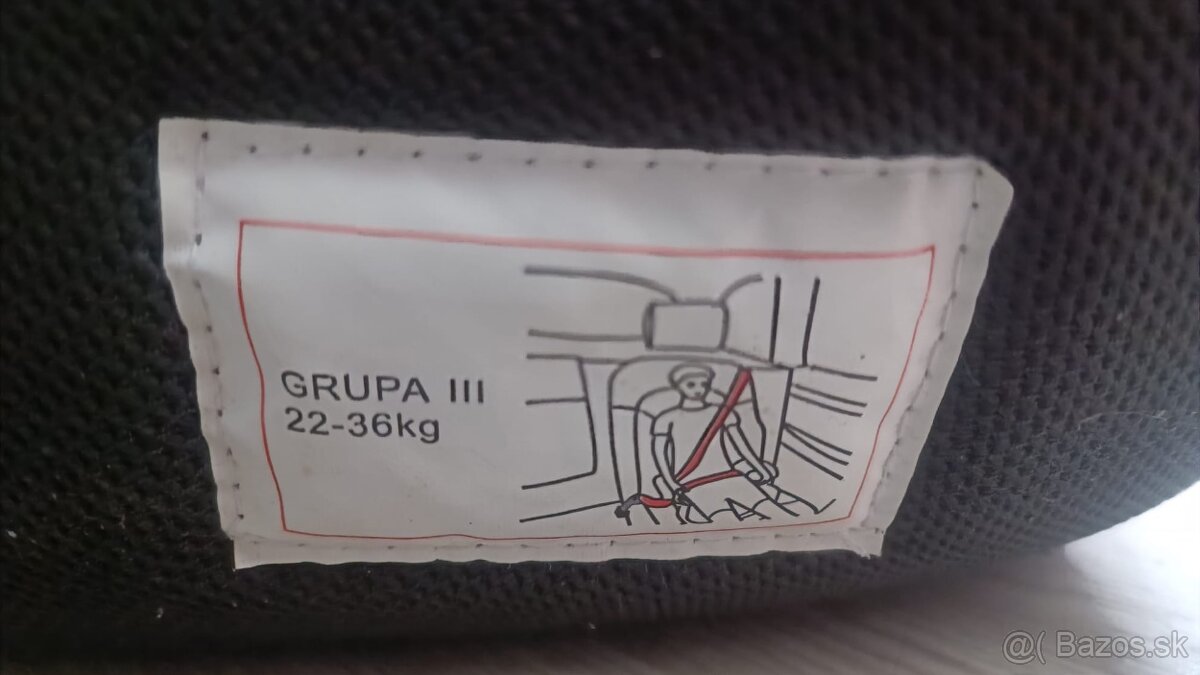 GRUPA III
22-36kg
@( Bazos.sk